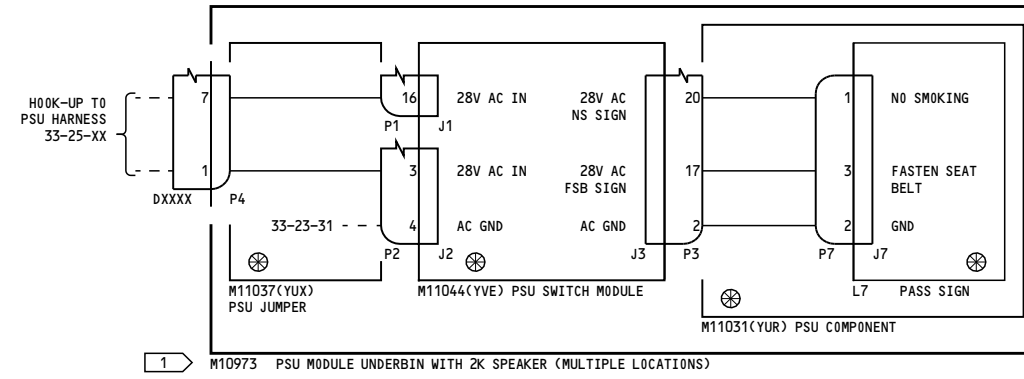 HOOK-UP TO
PSU HARNESS
33-25-XX
7
1
DXXXX
P4
33-23-31
M11037(YUX)
PSU JUMPER
16
P1
J1
3
4
P2
J2
28V AC IN
28V AC IN
AC GND
28V AC
NS SIGN
28V AC
FSB SIGN
AC GND
M11044(YVE) PSU SWITCH MODULE
J3
P3
20
17
2
1
3
2
P7
J7
NO SMOKING
FASTEN SEAT
BELT
GND
L7
PASS SIGN
M11031(YUR) PSU COMPONENT
1
M10973 PSU MODULE UNDERBIN WITH 2K SPEAKER (MULTIPLE LOCATIONS)